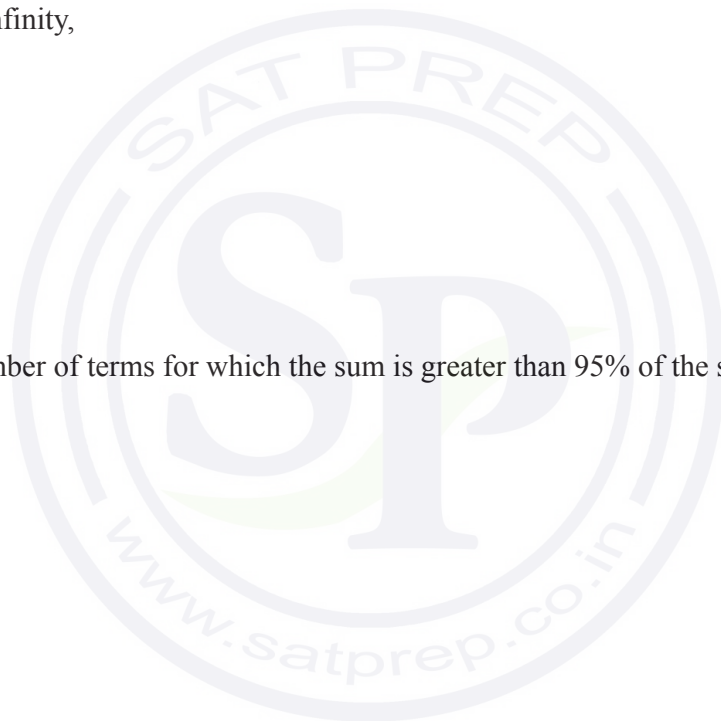 nfinity,
SAT PREP
ber of terms for which the sum is greater than 95% of the s
SP
www.satprep.co.in